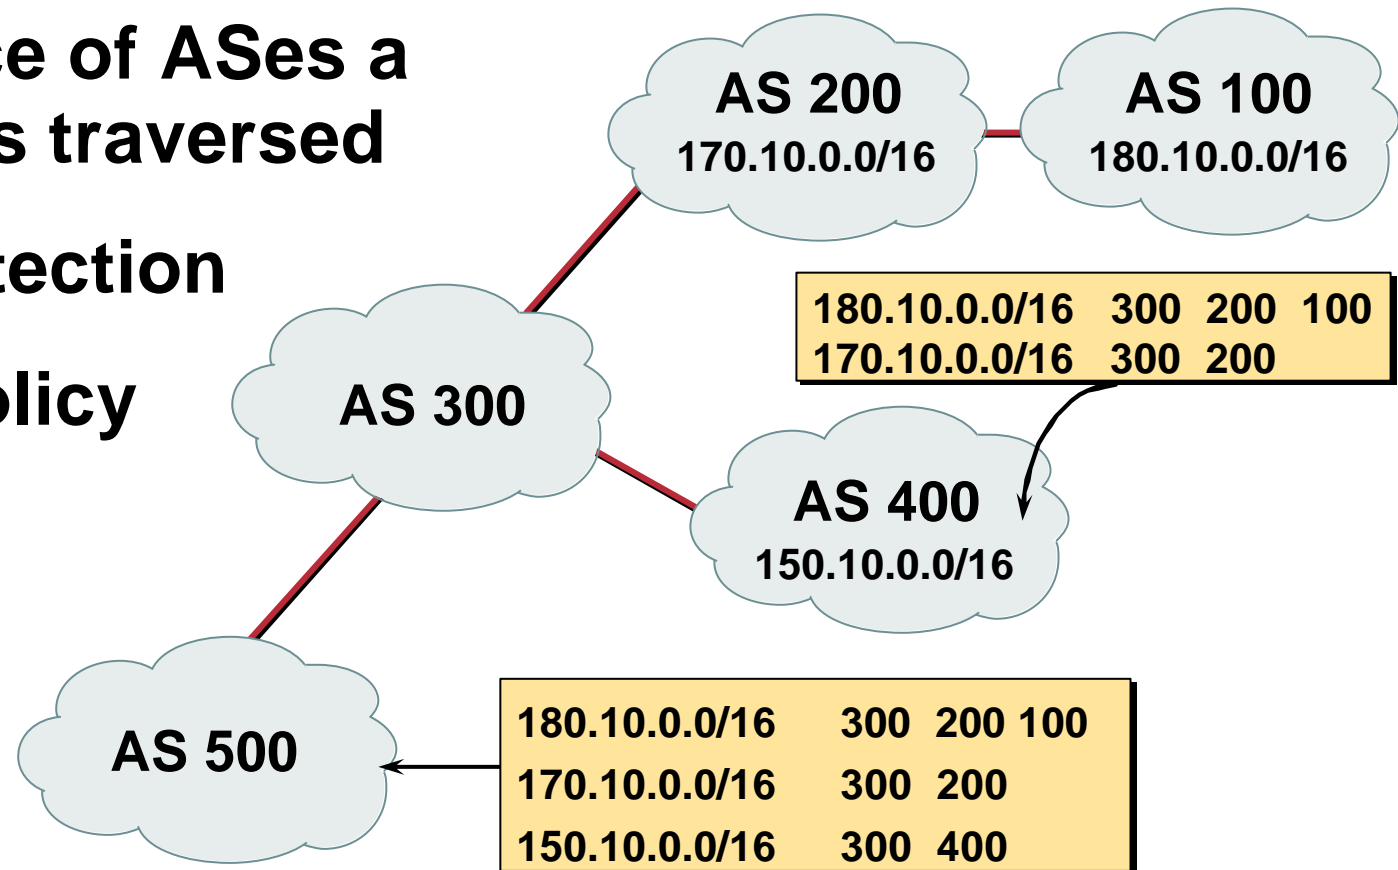 ce of ASes a
s traversed
tection
olicy
AS 200
170.10.0.0/16
AS 100
180.10.0.0/16
180.10.0.0/16 300 200 100
170.10.0.0/16 300 200
AS 300
AS 400
150.10.0.0/16
AS 500
180.10.0.0/16 300 200 100
170.10.0.0/16 300 200
150.10.0.0/16 300 400